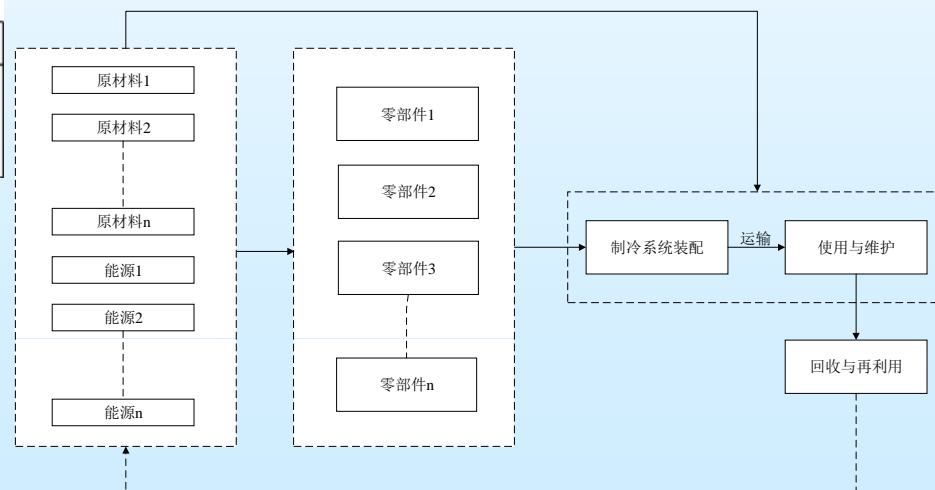 原材料1
原材料2
原材料n
能源1
能源2
能源n
零部件1
零部件2
零部件3
零部件n
制冷系统装配
运输
使用与维护
回收与再利用